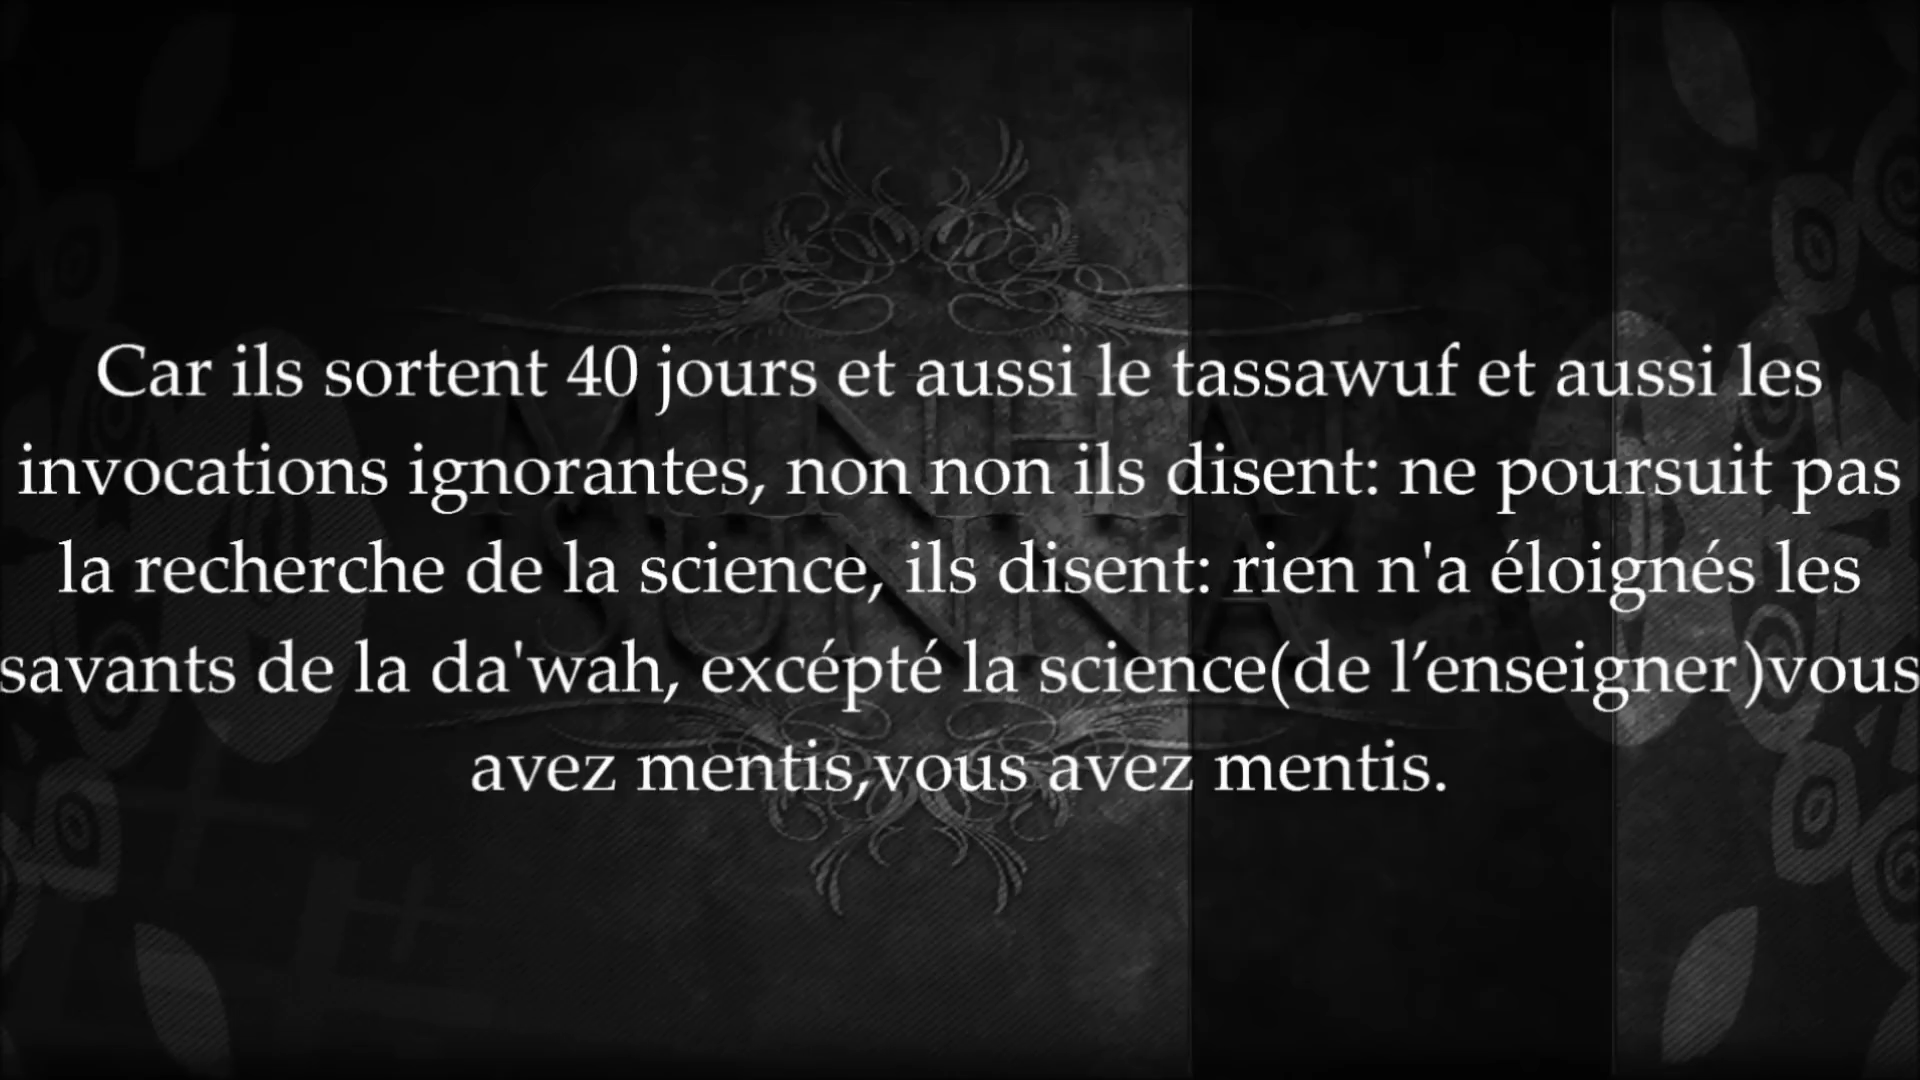 Car ils sortent 40 jours et aussi le tassawuf et aussi les
invocations ignorantes, non non ils disent: ne poursuit pas
la recherche de la science, ils disent: rien n'a éloignés les
savants de la da'wah, excépté la science(de l’enseigner)vous
avez mentis,vous avez mentis.